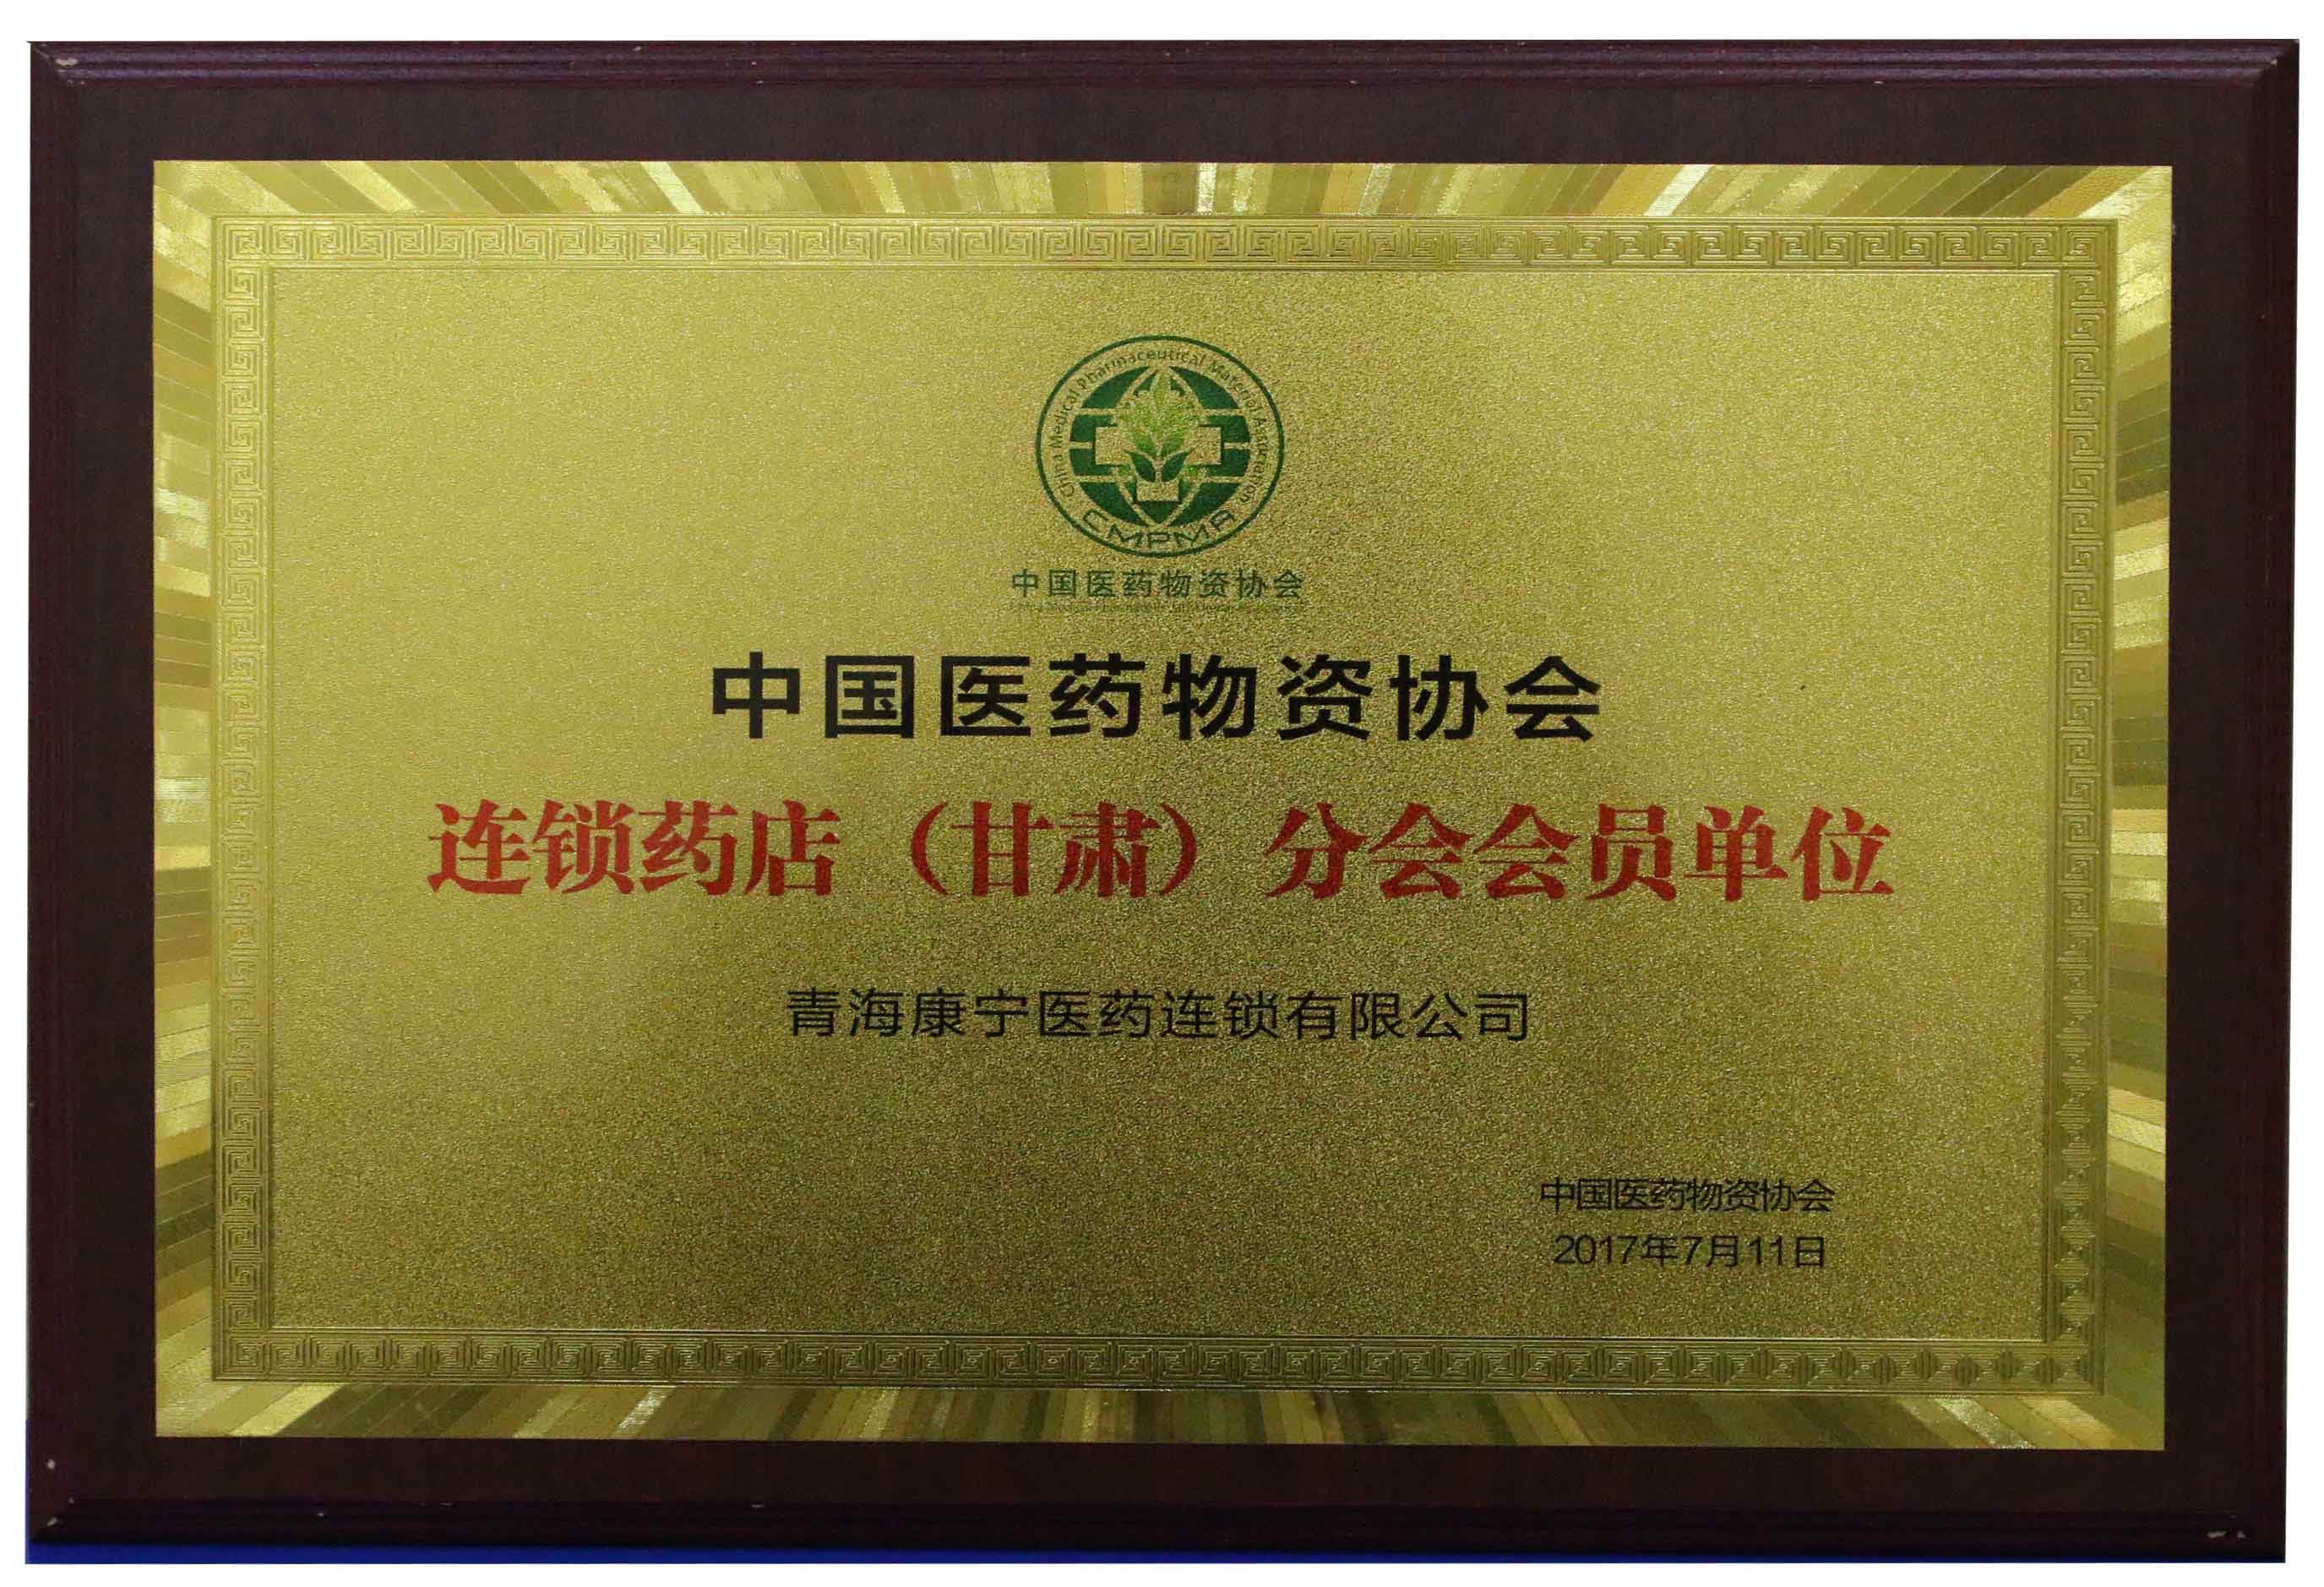 China Medical Pharmaceutical Material Association
CMPMA
中国医药物资协会
中国医药物资协会
连锁药店（甘肃）分会会员单位
青海康宁医药连锁有限公司
中国医药物资协会
2017年7月11日